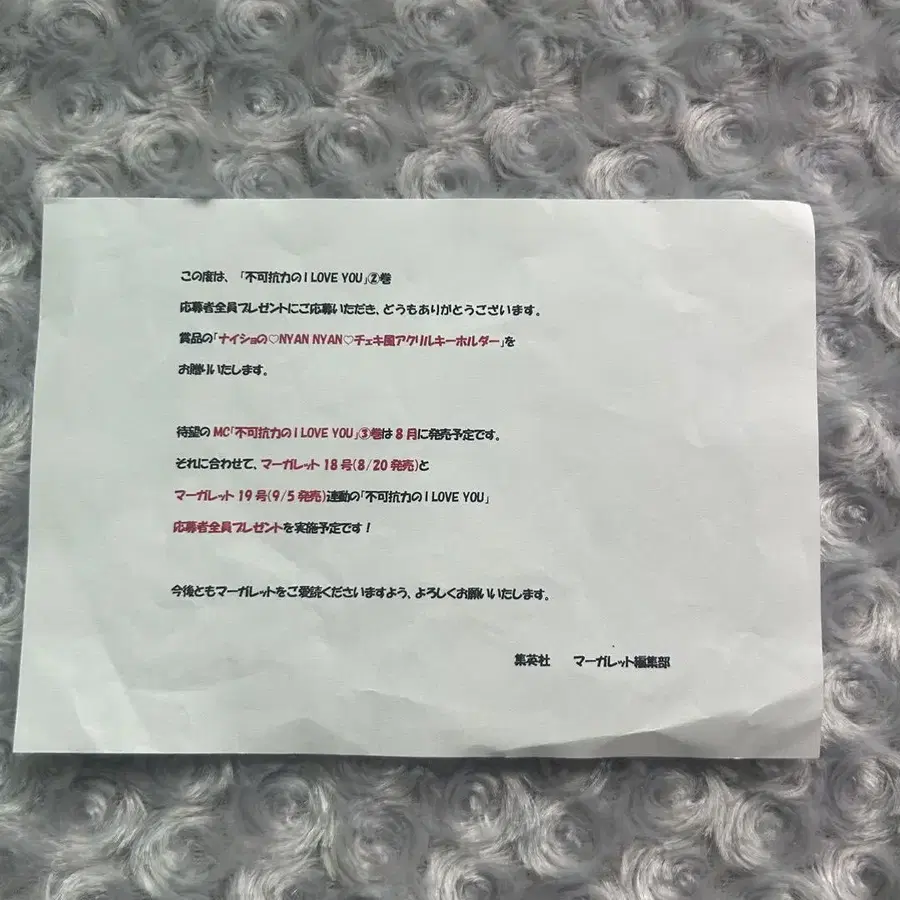 この度は、「不可抗力のI LOVE YOU」②巻
応募者全員プレゼントにご応募いただき、どうもありがとうございます。
賞品の「ナイショの♡NYAN NYAN♡チェキ風アクリルキーホルダー」を
お贈りいたします。
待望のMC「不可抗力のI LOVE YOU」③巻は8月に発売予定です。
それに合わせて、マーガレット18号(8/20発売)と
マーガレット19号(9/5発売)連動の「不可抗力のI LOVE YOU」
応募者全員プレゼントを実施予定です!
今後ともマーガレットをご愛読くださいますよう、よろしくお願いいたします。
集英社　マーガレット編集部